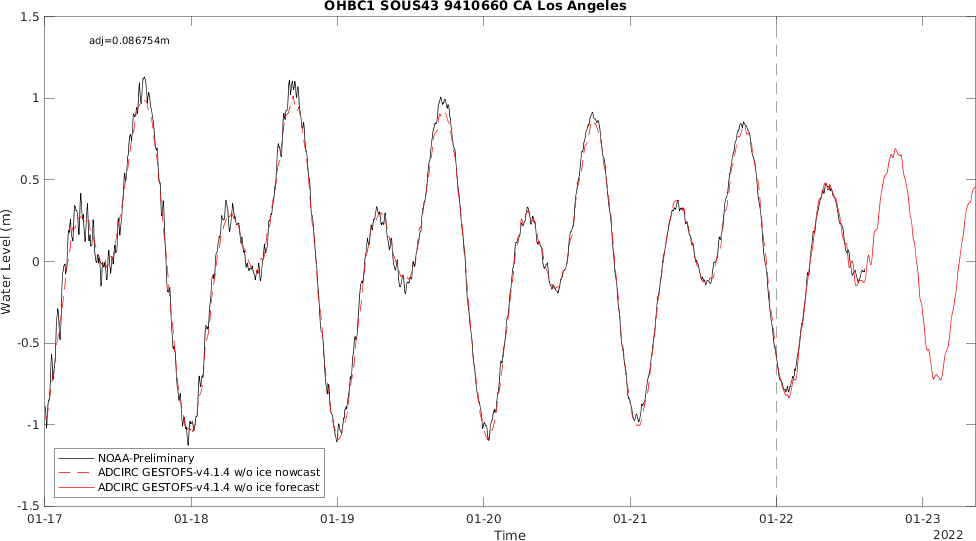 OHBC1 SOUS43 9410660 CA Los Angeles
adj=0.086754m
1.5
1
0.5
0
-0.5
-1
-1.5
Water Level (m)
NOAA-Preliminary
ADCIRC GESTOFS-v4.1.4 w/o ice nowcast
ADCIRC GESTOFS-v4.1.4 w/o ice forecast
01-17 01-18 01-19 01-20 01-21 01-22 01-23
Time
2022